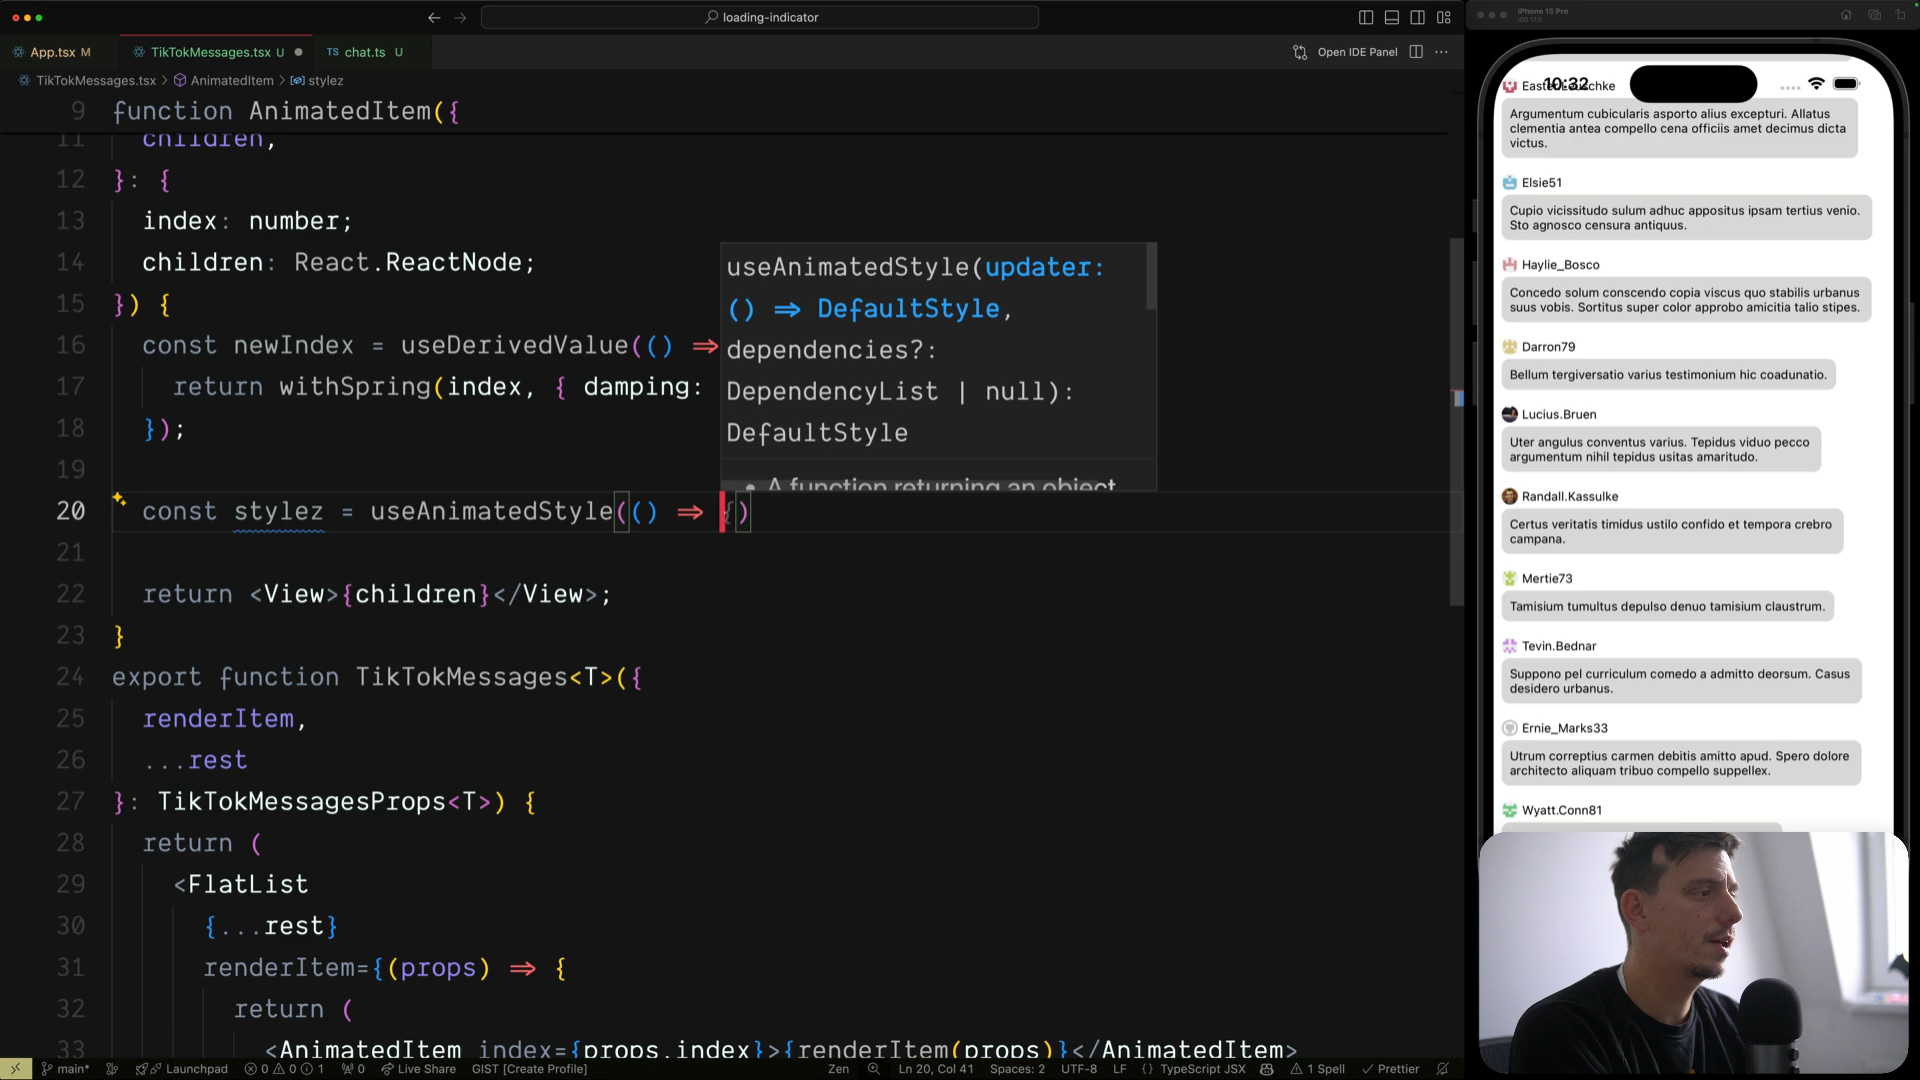 loading-indicator
iPhone 15 Pro
iOS 17.5
App.tsx M
TikTokMessages.tsx U
TS chat.ts U
Open IDE Panel
TikTokMessages.tsx > AnimatedItem > stylez
9 function AnimatedItem({
11 children,
12 }: {
13 index: number;
14 children: React.ReactNode;
15 }) {
16 const newIndex = useDerivedValue(() =>
17 return withSpring(index, { damping:
18 });
19
20 const stylez = useAnimatedStyle(() => {)
21
22 return <View>{children}</View>;
23 }
24 export function TikTokMessages<T>({
25 renderItem,
26 ...rest
27 }: TikTokMessagesProps<T>) {
28 return (
29 <FlatList
30 {...rest}
31 renderItem={(props) => {
32 return (
33 <AnimatedItem index={props.index}>{renderItem(props)}</AnimatedItem>
useAnimatedStyle(updater:
() => DefaultStyle,
dependencies?:
DependencyList | null):
DefaultStyle
• A function returning an object
main*
Launchpad
0 0 1
0
Live Share
GIST [Create Profile]
Zen
Ln 20, Col 41
Spaces: 2
UTF-8
LF
TypeScript JSX
1 Spell
Prettier
10:32
Argumentum cubicularis asporto alius excepturi. Allatus
clementia antea compello cena officiis amet decimus dicta
victus.
Elsie51
Cupio vicissitudo sulum adhuc appositus ipsam tertius venio.
Sto agnosco censura antiquus.
Haylie_Bosco
Concedo solum conscendo copia viscus quo stabilis urbanus
suus vobis. Sortitus super color approbo amicitia talio stipes.
Darron79
Bellum tergiversatio varius testimonium hic coadunatio.
Lucius.Bruen
Uter angulus conventus varius. Tepidus viduo pecco
argumentum nihil tepidus usitas amaritudo.
Randall.Kassulke
Certus veritatis timidus ustilo confido et tempora crebro
campana.
Mertie73
Tamisium tumultus depulso denuo tamisium claustrum.
Tevin.Bednar
Suppono pel curriculum comedo a admitto deorsum. Casus
desidero urbanus.
Ernie_Marks33
Utrum correptius carmen debitis amitto apud. Spero dolore
architecto aliquam tribuo compello suppellex.
Wyatt.Conn81